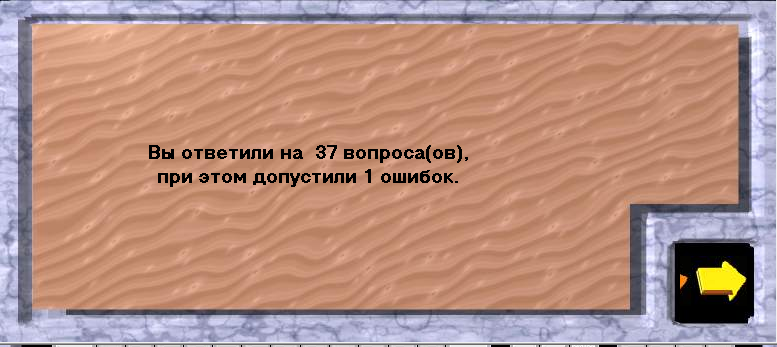 Вы ответили на 37 вопроса(ов),
при этом допустили 1 ошибок.